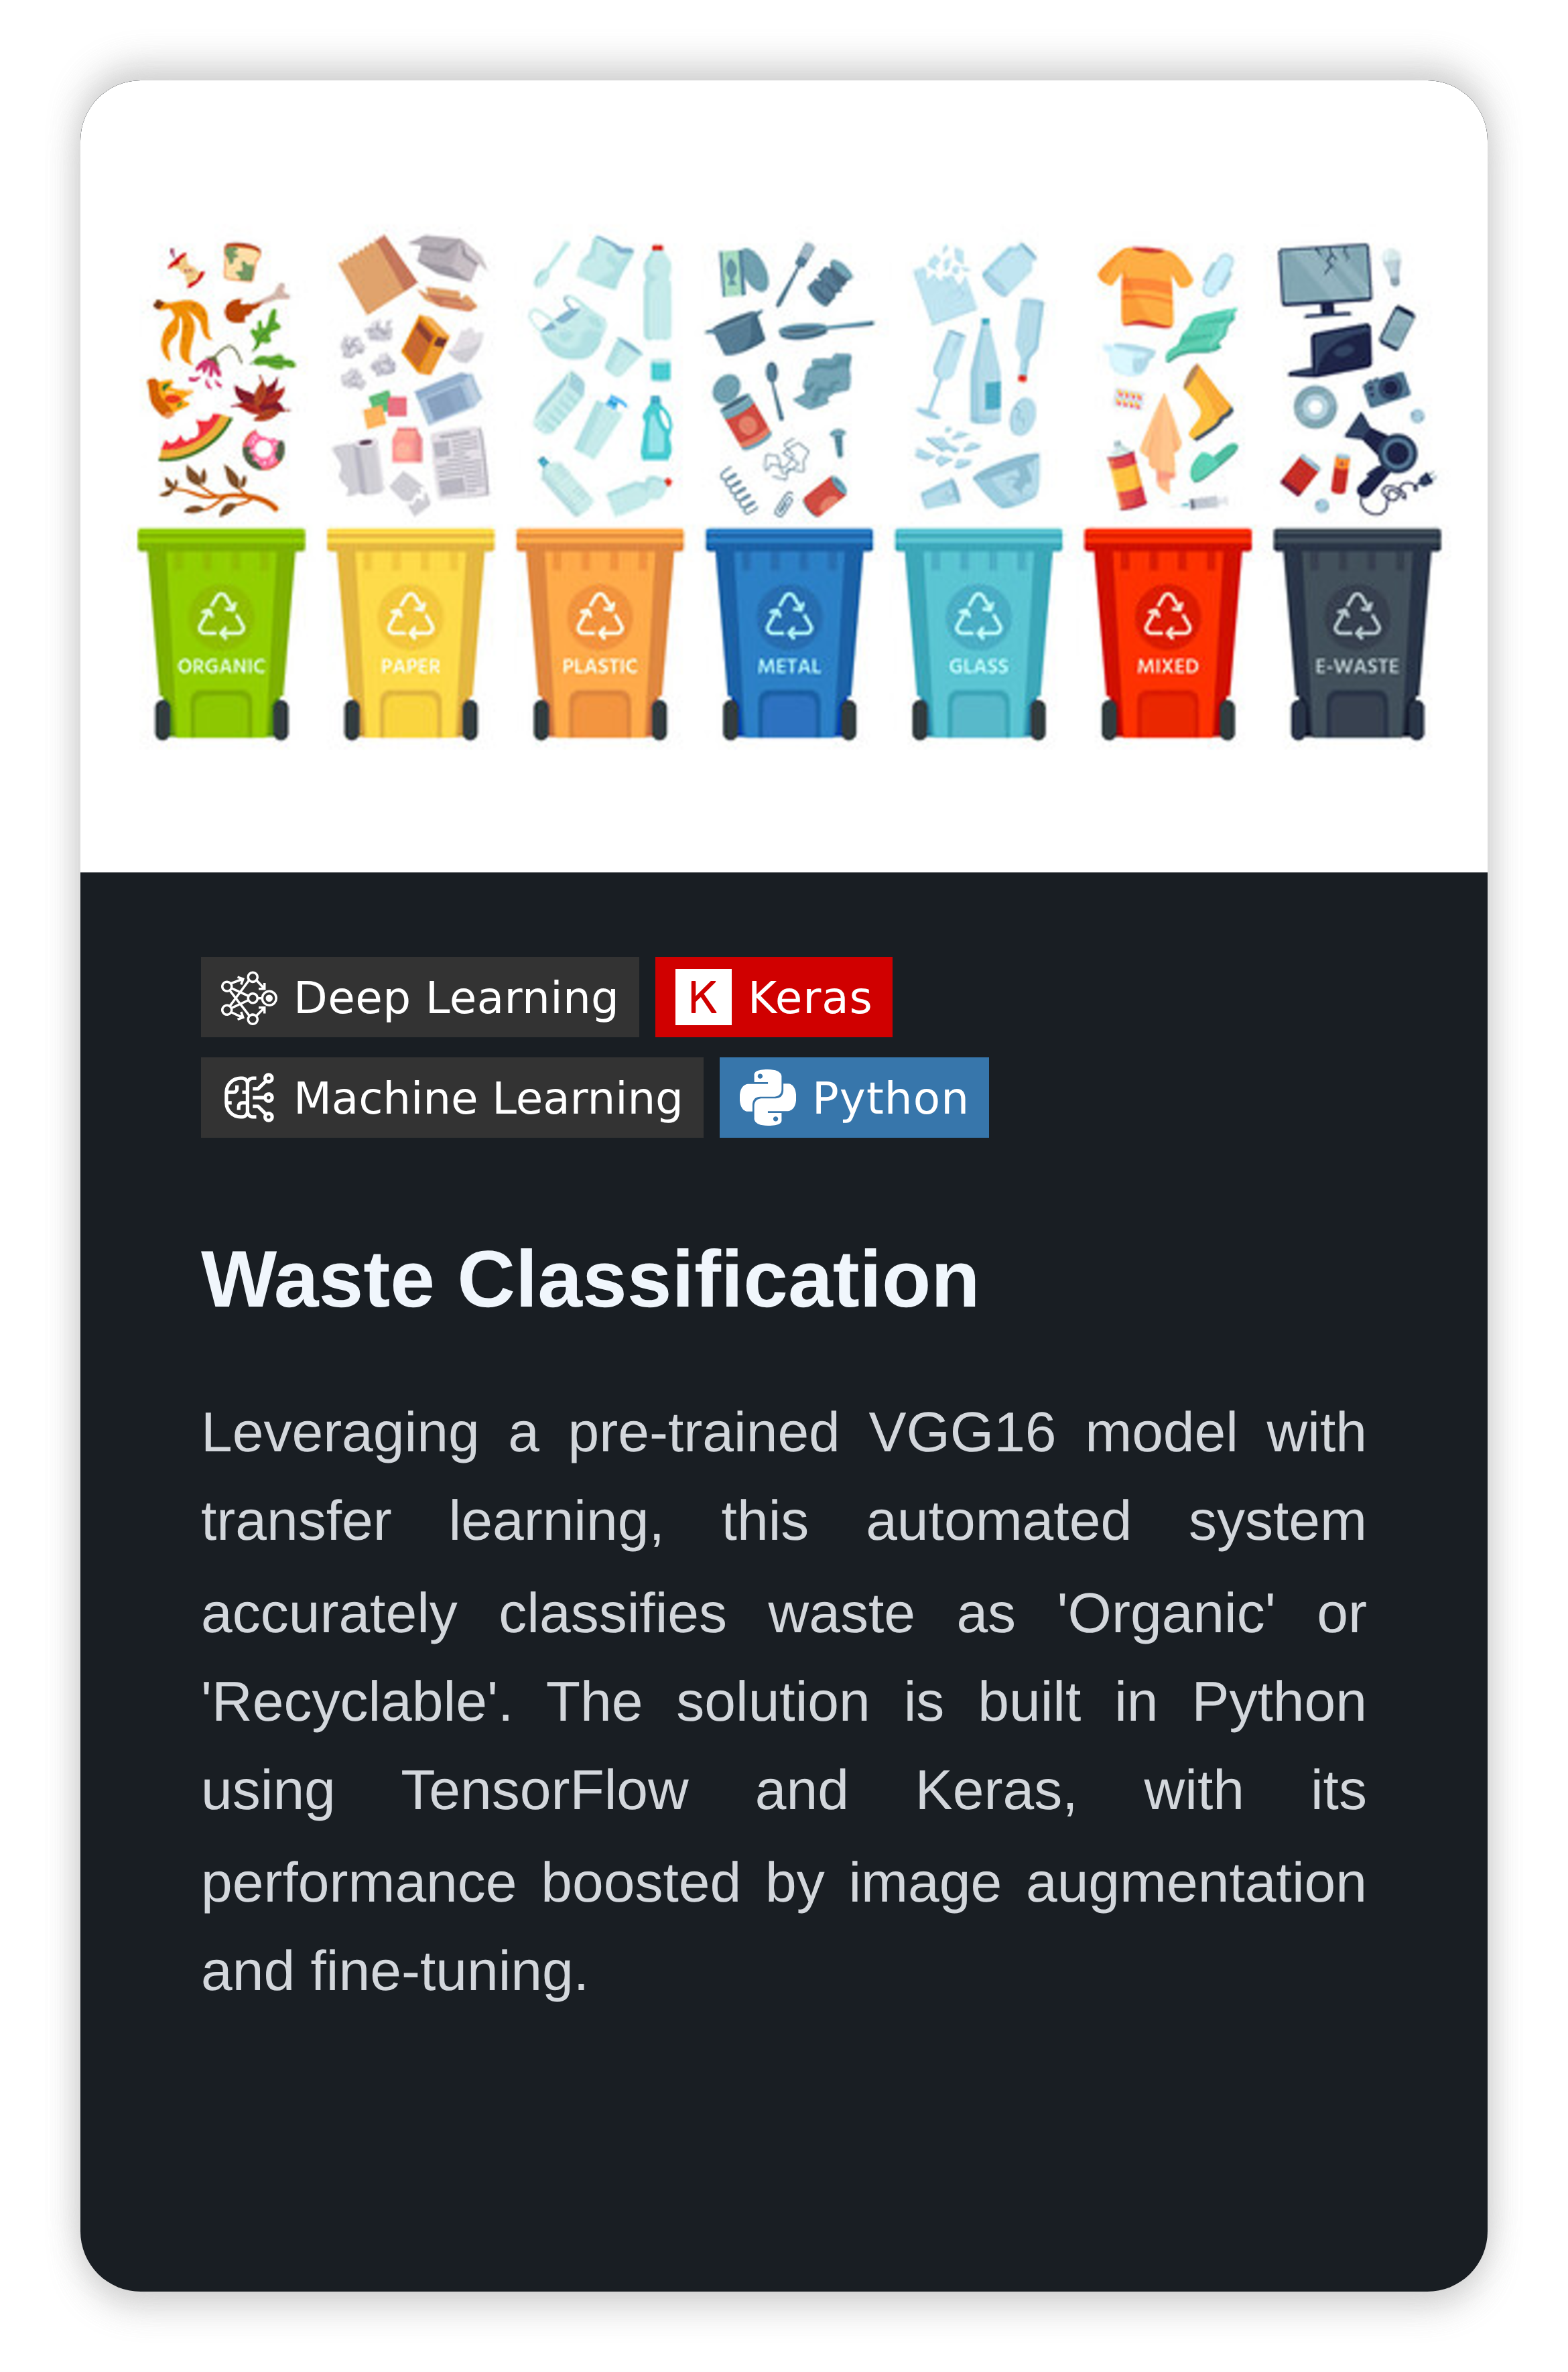 ORGANIC PAPER PLASTIC METAL GLASS MIXED E-WASTE
Deep Learning K Keras
Machine Learning Python
Waste Classification
Leveraging a pre-trained VGG16 model with
transfer learning, this automated system
accurately classifies waste as 'Organic' or
'Recyclable'. The solution is built in Python
using TensorFlow and Keras, with its
performance boosted by image augmentation
and fine-tuning.